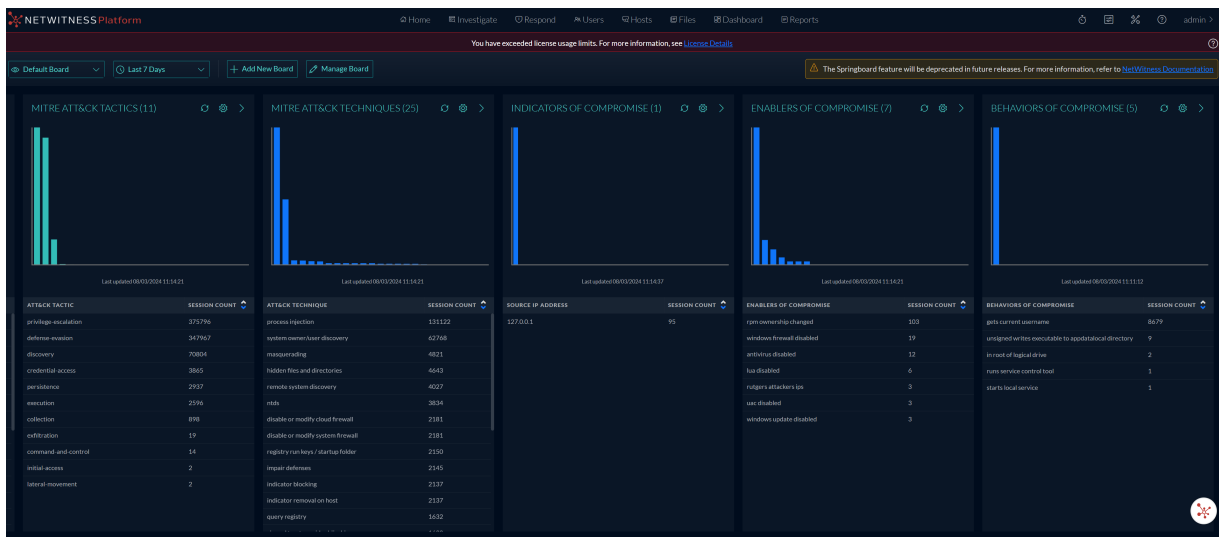 NETWITNESS Platform
Home Investigate Respond Users Hosts Files Dashboard Reports admin >
You have exceeded license usage limits. For more information, see License Details
Default Board Last 7 Days Add New Board Manage Board
The Springboard feature will be deprecated in future releases. For more information, refer to NetWitness Documentation
MITRE ATT&CK TACTICS (11)
Last updated 08/03/2024 11:14:21
ATT&CK TACTIC SESSION COUNT
privilege-escalation 375796
defense-evasion 347967
discovery 70804
credential-access 3865
persistence 2937
execution 2596
collection 898
exfiltration 19
command-and-control 14
initial-access 2
lateral-movement 2
MITRE ATT&CK TECHNIQUES (25)
Last updated 08/03/2024 11:14:21
ATT&CK TECHNIQUE SESSION COUNT
process injection 131122
system owner/user discovery 62768
masquerading 4821
hidden files and directories 4643
remote system discovery 4027
ntds 3834
disable or modify cloud firewall 2181
disable or modify system firewall 2181
registry run keys / startup folder 2150
impair defenses 2145
indicator blocking 2137
indicator removal on host 2137
query registry 1632
INDICATORS OF COMPROMISE (1)
Last updated 08/03/2024 11:14:37
SOURCE IP ADDRESS SESSION COUNT
127.0.0.1 95
ENABLERS OF COMPROMISE (7)
Last updated 08/03/2024 11:14:21
ENABLERS OF COMPROMISE SESSION COUNT
rpm ownership changed 103
windows firewall disabled 19
antivirus disabled 12
lua disabled 6
rutgers attackers ips 3
uac disabled 3
windows update disabled 3
BEHAVIORS OF COMPROMISE (5)
Last updated 08/03/2024 11:11:12
BEHAVIORS OF COMPROMISE SESSION COUNT
gets current username 8679
unsigned writes executable to appdatalocal directory 9
in root of logical drive 2
runs service control tool 1
starts local service 1